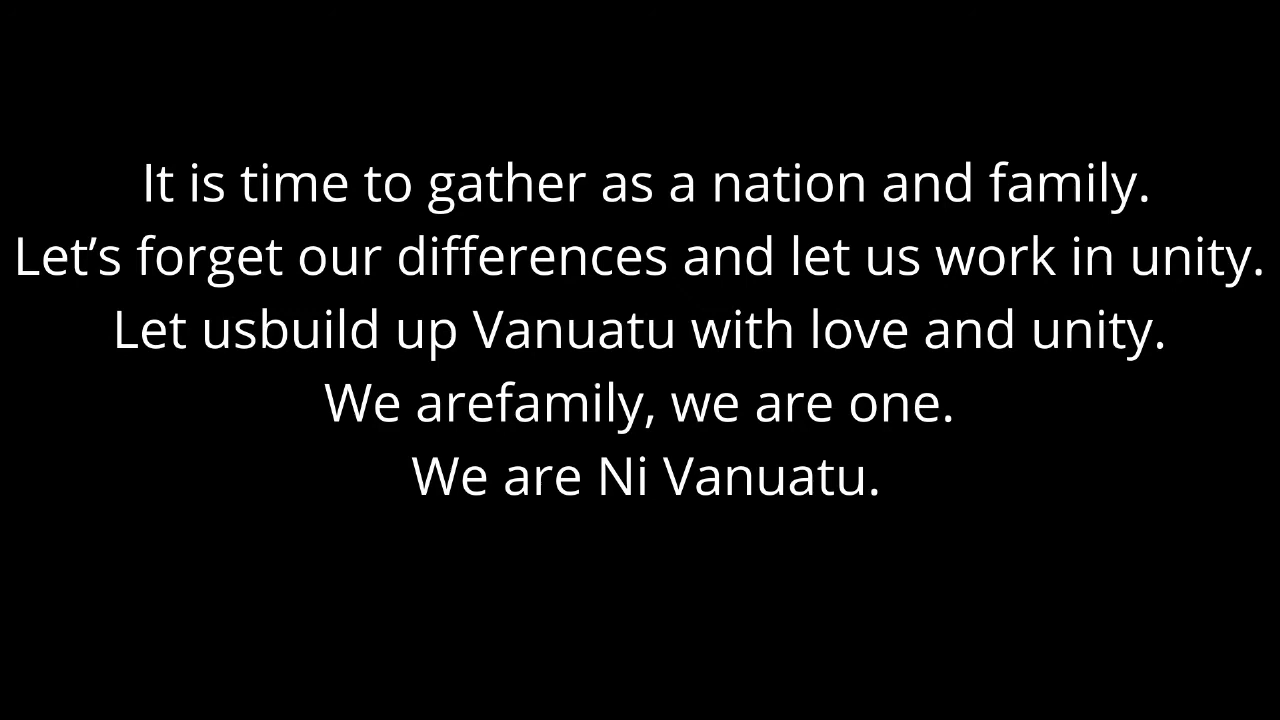 It is time to gather as a nation and family.
Let’s forget our differences and let us work in unity.
Let usbuild up Vanuatu with love and unity.
We arefamily, we are one.
We are Ni Vanuatu.